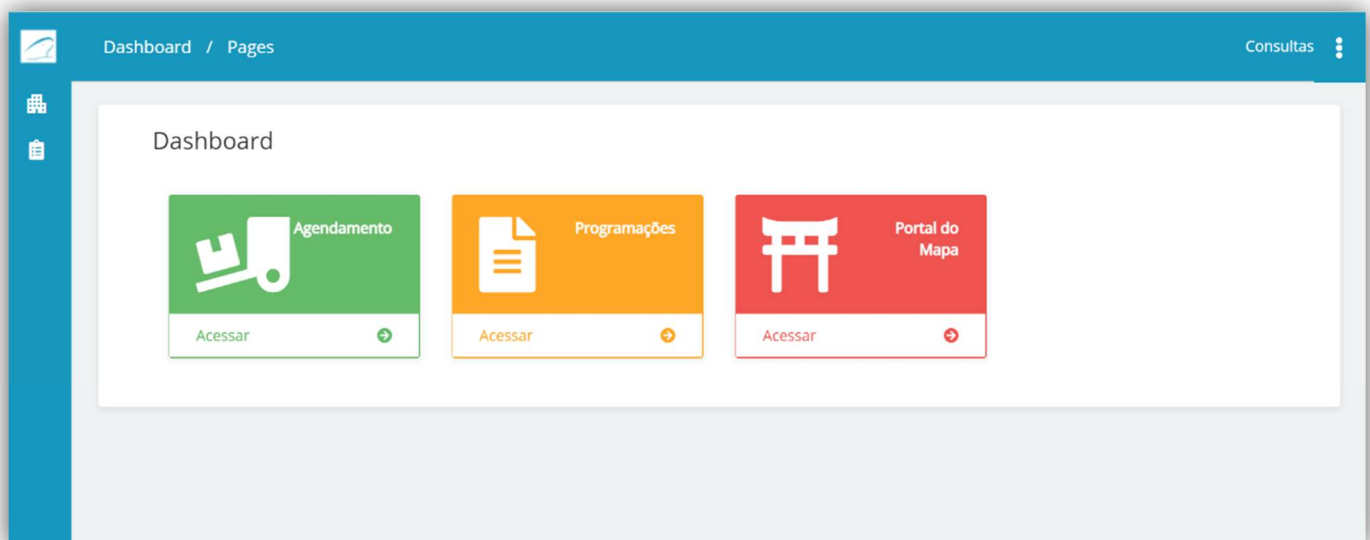 Dashboard / Pages
Consultas
Dashboard
Agendamento
Acessar
Programações
Acessar
Portal do
Mapa
Acessar